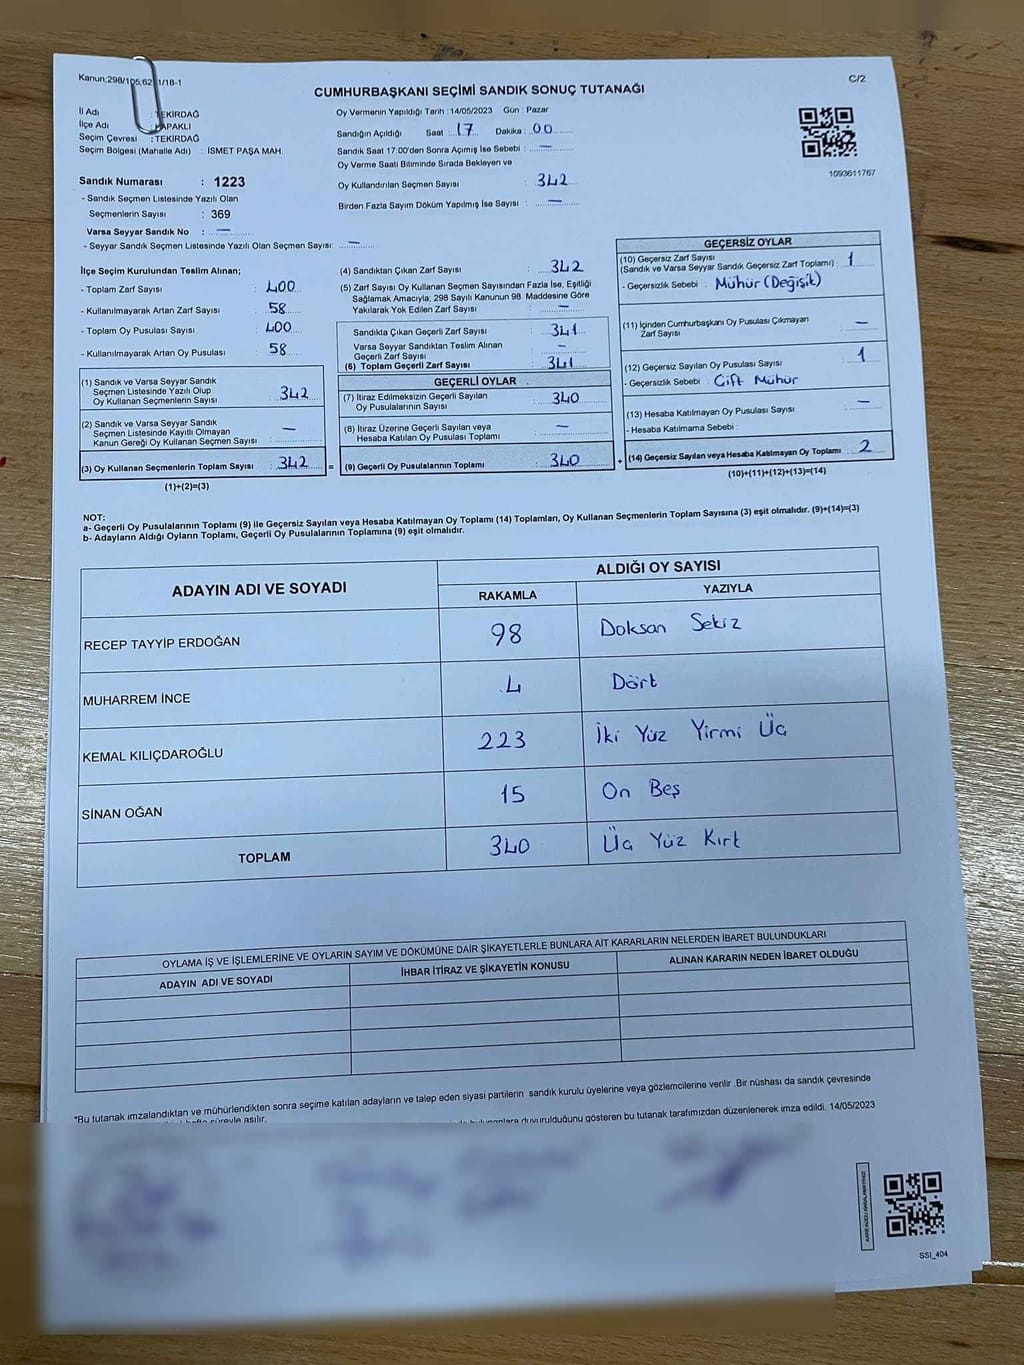 Kanun,298/105,62 1/18-1
C/2
CUMHURBAŞKANI SEÇİMİ SANDIK SONUÇ TUTANAĞI
İl Adı : TEKİRDAĞ
İlçe Adı KAPAKLI
Seçim Çevresi : TEKİRDAĞ
Seçim Bölgesi (Mahalle Adı) : İSMET PAŞA MAH.
Sandık Numarası : 1223
- Sandık Seçmen Listesinde Yazılı Olan
Seçmenlerin Sayısı : 369
Varsa Seyyar Sandık No : —
- Seyyar Sandık Seçmen Listesinde Yazılı Olan Seçmen Sayısı: —
Oy Vermenin Yapıldığı Tarih : 14/05/2023 Gün : Pazar
Sandığın Açıldığı Saat : 17 Dakika : 00
Sandık Saat 17.00'den Sonra Açımış İse Sebebi : —
Oy Verme Saati Bitiminde Sırada Bekleyen ve
Oy Kullandırılan Seçmen Sayısı : 342
Birden Fazla Sayım Döküm Yapılmış İse Sayısı : —
1093611767
İlçe Seçim Kurulundan Teslim Alınan;
- Toplam Zarf Sayısı : 400
- Kullanılmayarak Artan Zarf Sayısı : 58
- Toplam Oy Pusulası Sayısı : 400
- Kullanılmayarak Artan Oy Pusulası : 58
(1) Sandık ve Varsa Seyyar Sandık
Seçmen Listesinde Yazılı Olup
Oy Kullanan Seçmenlerin Sayısı : 342
(2) Sandık ve Varsa Seyyar Sandık
Seçmen Listesinde Kayıtlı Olmayan
Kanun Gereği Oy Kullanan Seçmen Sayısı : —
(3) Oy Kullanan Seçmenlerin Toplam Sayısı : 342
(1)+(2)=(3)
(4) Sandıktan Çıkan Zarf Sayısı : 342
(5) Zarf Sayısı Oy Kullanan Seçmen Sayısından Fazla İse, Eşitliği
Sağlamak Amacıyla; 298 Sayılı Kanunun 98. Maddesine Göre
Yakılarak Yok Edilen Zarf Sayısı : —
Sandıkta Çıkan Geçerli Zarf Sayısı : 341
Varsa Seyyar Sandıktan Teslim Alınan
Geçerli Zarf Sayısı : —
(6) Toplam Geçerli Zarf Sayısı : 341
GEÇERLİ OYLAR
(7) İtiraz Edilmeksizin Geçerli Sayılan
Oy Pusulalarının Sayısı : 340
(8) İtiraz Üzerine Geçerli Sayılan veya
Hesaba Katılan Oy Pusulası Toplamı : —
= (9) Geçerli Oy Pusulalarının Toplamı : 340
GEÇERSİZ OYLAR
(10) Geçersiz Zarf Sayısı
(Sandık ve Varsa Seyyar Sandık Geçersiz Zarf Toplamı) : 1
- Geçersizlik Sebebi : Mühür (Değişik)
(11) İçinden Cumhurbaşkanı Oy Pusulası Çıkmayan
Zarf Sayısı : —
(12) Geçersiz Sayılan Oy Pusulası Sayısı : 1
- Geçersizlik Sebebi : Çift Mühür
(13) Hesaba Katılmayan Oy Pusulası Sayısı : —
- Hesaba Katılmama Sebebi :
+ (14) Geçersiz Sayılan veya Hesaba Katılmayan Oy Toplamı : 2
(10)+(11)+(12)+(13)=(14)
NOT:
a- Geçerli Oy Pusulalarının Toplamı (9) ile Geçersiz Sayılan veya Hesaba Katılmayan Oy Toplamı (14) Toplamları, Oy Kullanan Seçmenlerin Toplam Sayısına (3) eşit olmalıdır. (9)+(14)=(3)
b- Adayların Aldığı Oyların Toplamı, Geçerli Oy Pusulalarının Toplamına (9) eşit olmalıdır.
ADAYIN ADI VE SOYADI
ALDIĞI OY SAYISI
RAKAMLA YAZIYLA
RECEP TAYYİP ERDOĞAN 98 Doksan Sekiz
MUHARREM İNCE 4 Dört
KEMAL KILIÇDAROĞLU 223 İki Yüz Yirmi Üç
SİNAN OĞAN 15 On Beş
TOPLAM 340 Üç Yüz Kırt
OYLAMA İŞ VE İŞLEMLERİNE VE OYLARIN SAYIM VE DÖKÜMÜNE DAİR ŞİKAYETLERLE BUNLARA AİT KARARLARIN NELERDEN İBARET BULUNDUKLARI
ADAYIN ADI VE SOYADI İHBAR İTİRAZ VE ŞİKAYETİN KONUSU ALINAN KARARIN NEDEN İBARET OLDUĞU
*Bu tutanak imzalandıktan ve mühürlendikten sonra seçime katılan adayların ve talep eden siyasi partilerin sandık kurulu üyelerine veya gözlemcilerine verilir .Bir nüshası da sandık çevresinde
hafta süreyle asılır.
duyurulduğunu gösteren bu tutanak tarafımızdan düzenlenerek imza edildi. 14/05/2023
SSI_404